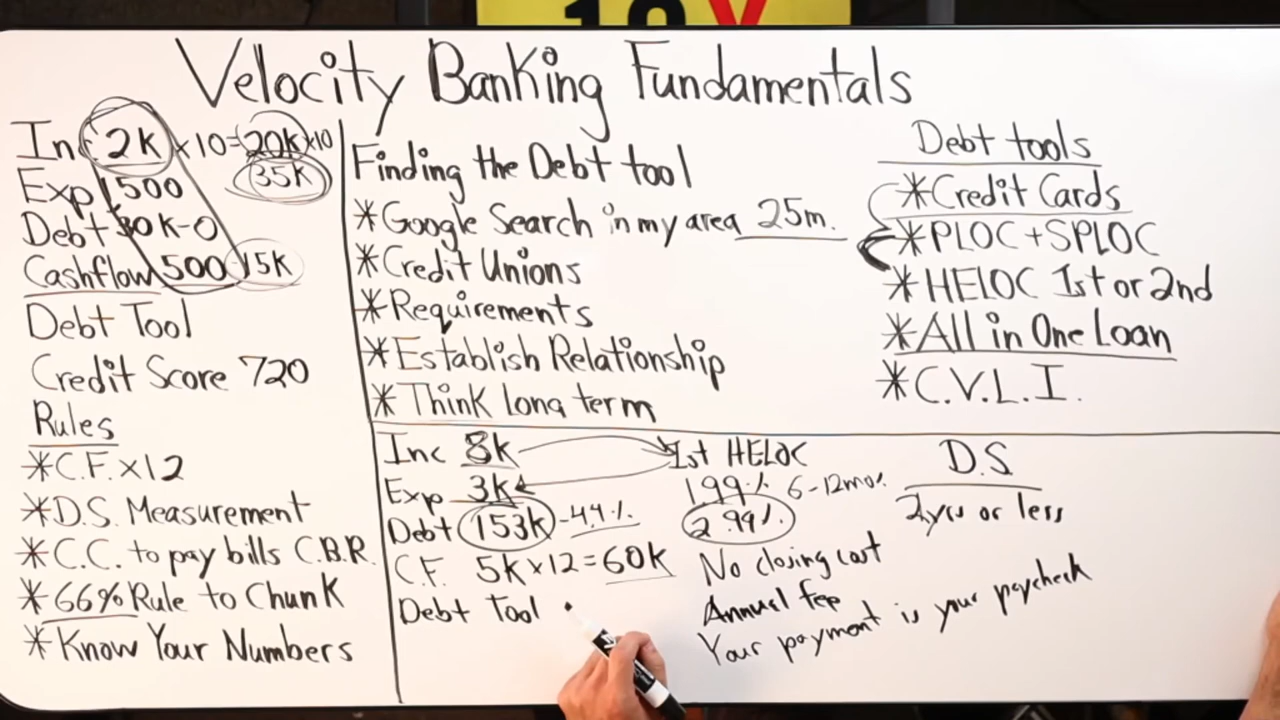 Velocity Banking Fundamentals
Inc 2K x10=20Kx10
35K
Exp 1500
Debt 30K-0
Cashflow 500 15K
Debt Tool
Credit Score 720
Rules
*C.F. x12
*D.S. Measurement
*C.C. to pay bills C.B.R.
*66% Rule to Chunk
*Know Your Numbers
Finding the Debt tool
*Google Search in my area 25m.
*Credit Unions
*Requirements
*Establish Relationship
*Think long term
Debt tools
*Credit Cards
*PLOC+SPLOC
*HELOC 1st or 2nd
*All in One Loan
*C.V.L.I.
Inc 8K
Exp 3K
Debt 153K -4.4%
C.F. 5Kx12=60K
Debt Tool
1st HELOC
1.99% 6-12mo's
2.99%
No closing cost
Annual fee
Your payment is your paycheck
D.S
2yrs or less